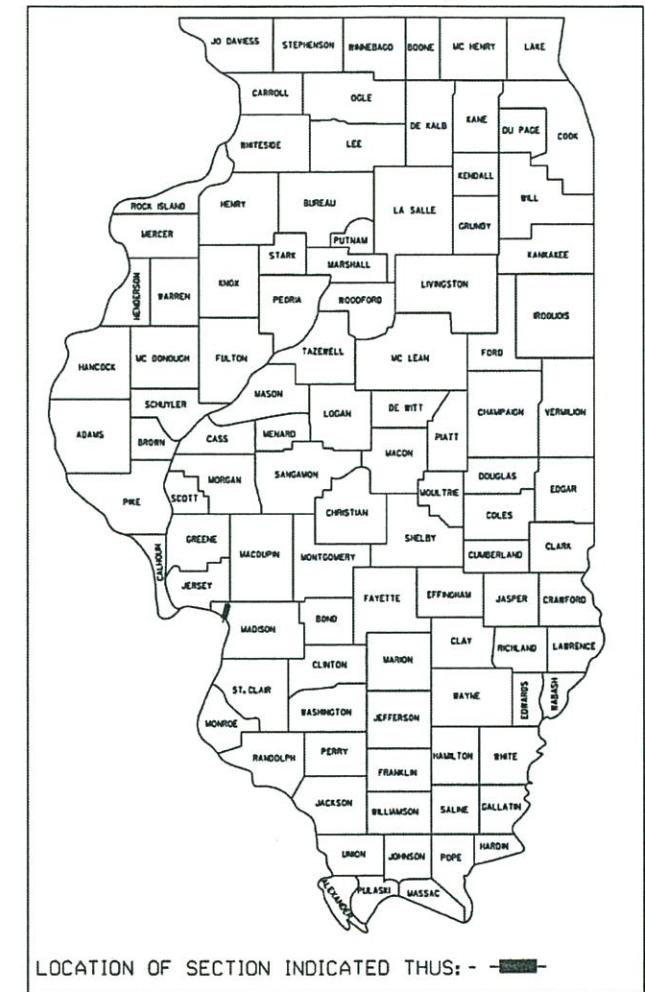 JO DAVIESS STEPHENSON WINNEBAGO BOONE MC HENRY LAKE
CARROLL OGLE DE KALB KANE DU PAGE COOK
WHITESIDE LEE
KENDALL
ROCK ISLAND HENRY BUREAU LA SALLE GRUNDY WILL
MERCER PUTNAM
STARK MARSHALL KANKAKEE
HENDERSON WARREN KNOX PEORIA WOODFORD LIVINGSTON IROQUOIS
HANCOCK MC DONOUGH FULTON TAZEWELL MC LEAN FORD
MASON
SCHUYLER LOGAN DE WITT CHAMPAIGN VERMILION
ADAMS BROWN CASS MENARD MACON PIATT
PIKE SCOTT MORGAN SANGAMON MOULTRIE DOUGLAS EDGAR
CHRISTIAN COLES
CALHOUN GREENE MACOUPIN MONTGOMERY SHELBY CUMBERLAND CLARK
JERSEY FAYETTE EFFINGHAM JASPER CRAWFORD
MADISON BOND
CLAY RICHLAND LAWRENCE
CLINTON MARION
ST. CLAIR WAYNE EDWARDS WABASH
MONROE WASHINGTON JEFFERSON
RANDOLPH PERRY HAMILTON WHITE
FRANKLIN
JACKSON WILLIAMSON SALINE GALLATIN
UNION JOHNSON POPE HARDIN
ALEXANDER PULASKI MASSAC
LOCATION OF SECTION INDICATED THUS: -